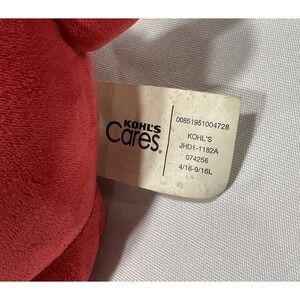 KOHL'S
Cares®
00851951004728
KOHL'S
JHD1-1182A
074256
4/16-9/16L